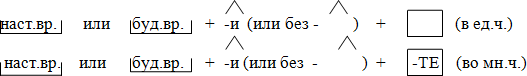 наст.вр. или буд.вр. + -и (или без - ) + (в ед.ч.)
наст.вр. или буд.вр. + -и (или без - ) + -ТЕ (во мн.ч.)